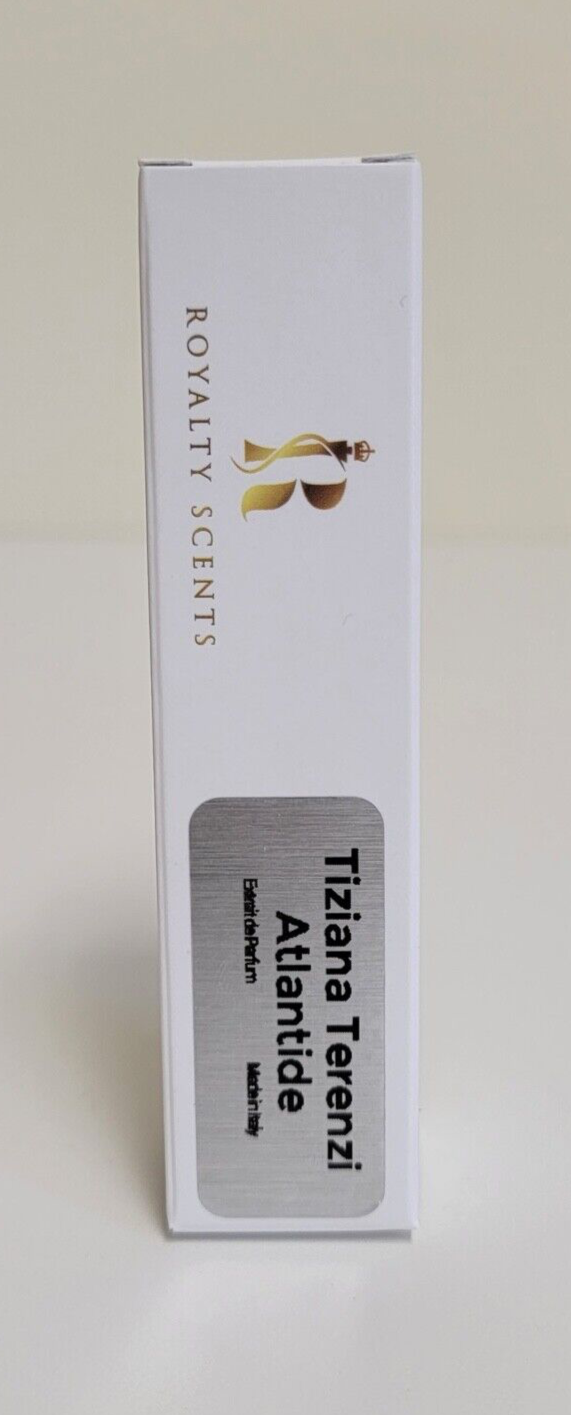 R
ROYALTY SCENTS
Tiziana Terenzi
Atlantide
Extrait de Parfum Made in Italy